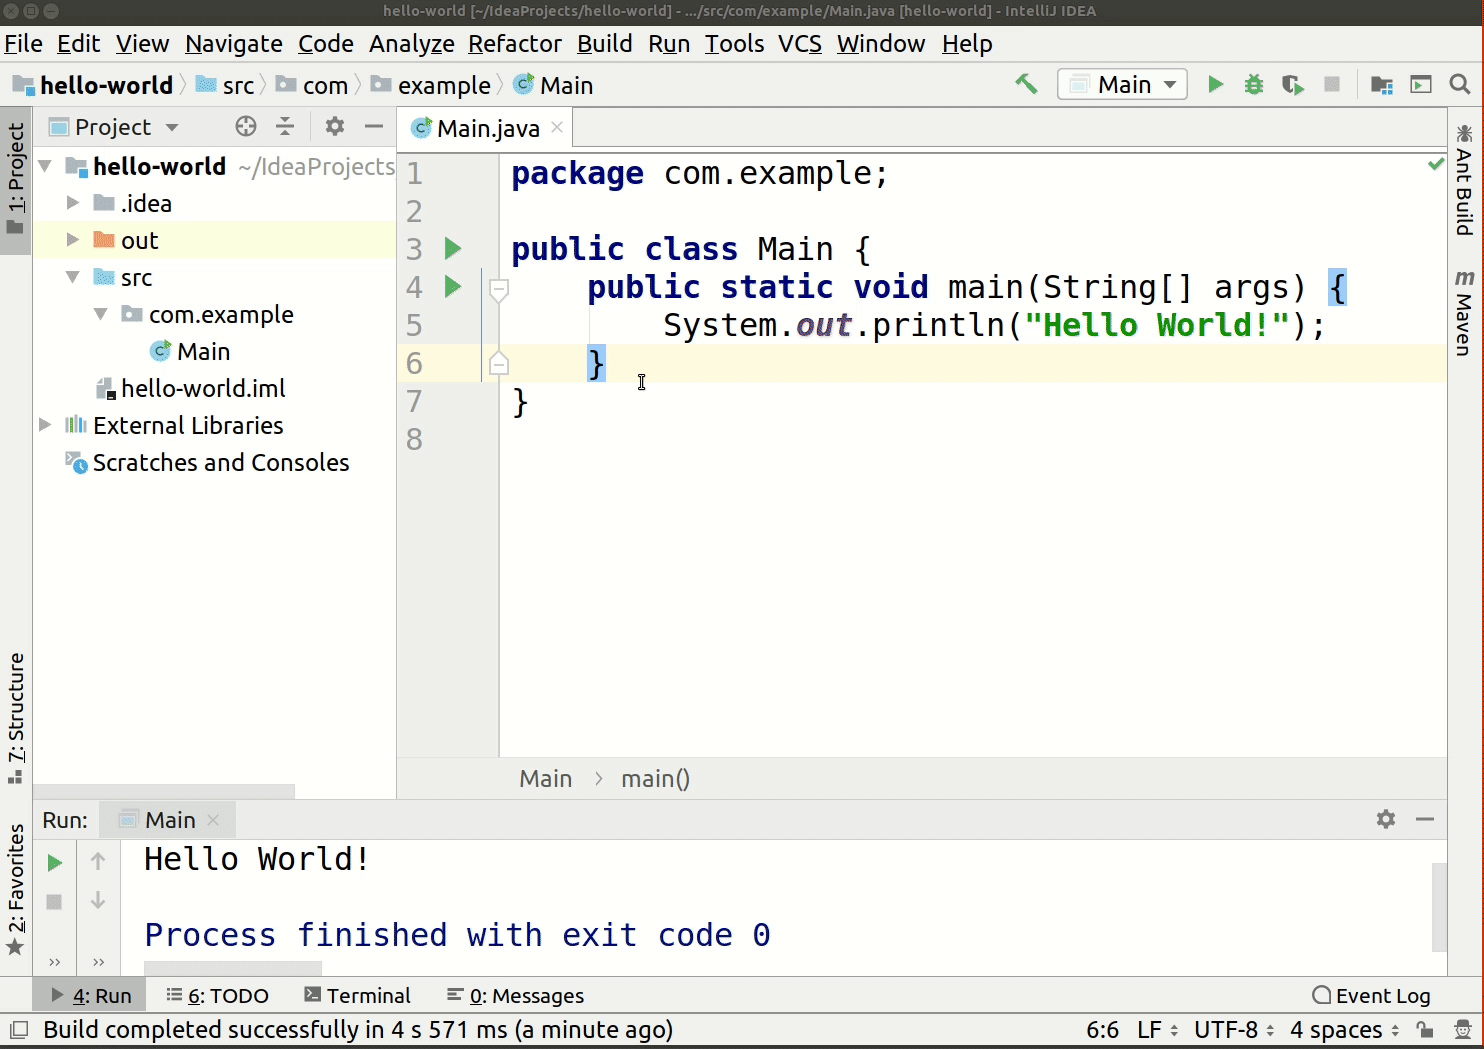 hello-world [~/IdeaProjects/hello-world] - .../src/com/example/Main.java [hello-world] - IntelliJ IDEA
File Edit View Navigate Code Analyze Refactor Build Run Tools VCS Window Help
hello-world src com example Main
Main
1: Project
7: Structure
2: Favorites
Project
hello-world ~/IdeaProjects
.idea
out
src
com.example
Main
hello-world.iml
External Libraries
Scratches and Consoles
Main.java
1 package com.example;
2
3 public class Main {
4 public static void main(String[] args) {
5 System.out.println("Hello World!");
6 }
7 }
8
Main > main()
Ant Build
m Maven
Run: Main
Hello World!
Process finished with exit code 0
4: Run 6: TODO Terminal 0: Messages Event Log
Build completed successfully in 4 s 571 ms (a minute ago) 6:6 LF UTF-8 4 spaces